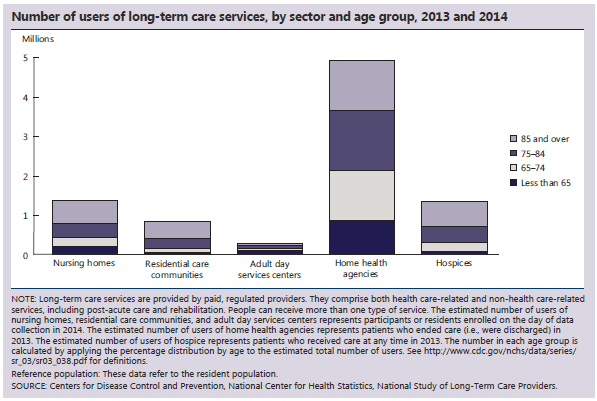 Number of users of long-term care services, by sector and age group, 2013 and 2014
Millions
5
4
3
2
1
0
85 and over
75–84
65–74
Less than 65
Nursing homes
Residential care
communities
Adult day
services centers
Home health
agencies
Hospices
NOTE: Long-term care services are provided by paid, regulated providers. They comprise both health care-related and non-health care-related
services, including post-acute care and rehabilitation. People can receive more than one type of service. The estimated number of users of
nursing homes, residential care communities, and adult day services centers represents participants or residents enrolled on the day of data
collection in 2014. The estimated number of users of home health agencies represents patients who ended care (i.e., were discharged) in
2013. The estimated number of users of hospice represents patients who received care at any time in 2013. The number in each age group is
calculated by applying the percentage distribution by age to the estimated total number of users. See http://www.cdc.gov/nchs/data/series/
sr_03/sr03_038.pdf for definitions.
Reference population: These data refer to the resident population.
SOURCE: Centers for Disease Control and Prevention, National Center for Health Statistics, National Study of Long-Term Care Providers.